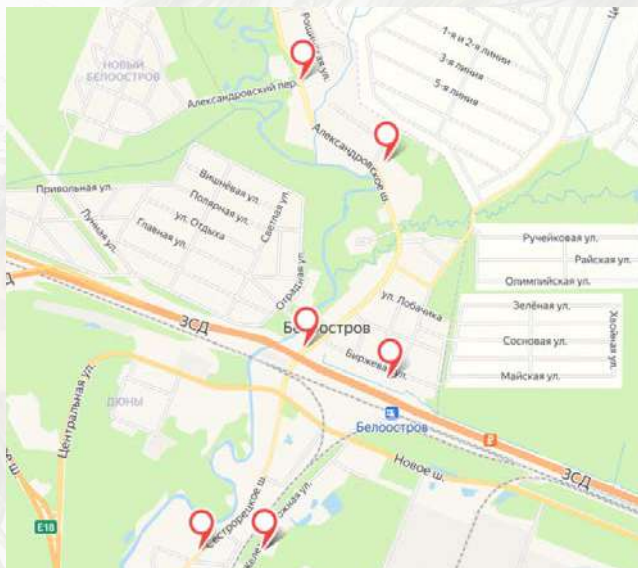 Рощинская ул.
1-я и 2-я линии
3-я линия
5-я линия
НОВЫЙ
БЕЛООСТРОВ
Александровский пер.
Александровское ш.
Вишнёвая ул.
Полярная ул.
ул. Отдыха
Главная ул.
Светлая ул.
Привольная ул.
Лунная ул.
Отрадная ул.
Ручейковая ул.
Райская ул.
Олимпийская ул.
ул. Лобачика
Зелёная ул.
Сосновая ул.
Майская ул.
Хвойная ул.
ЗСД
Белоостров
Биржевая ул.
Центральная ул.
ДЮНЫ
Белоостров
Новое ш.
ЗСД
Сестрорецкое ш.
E18